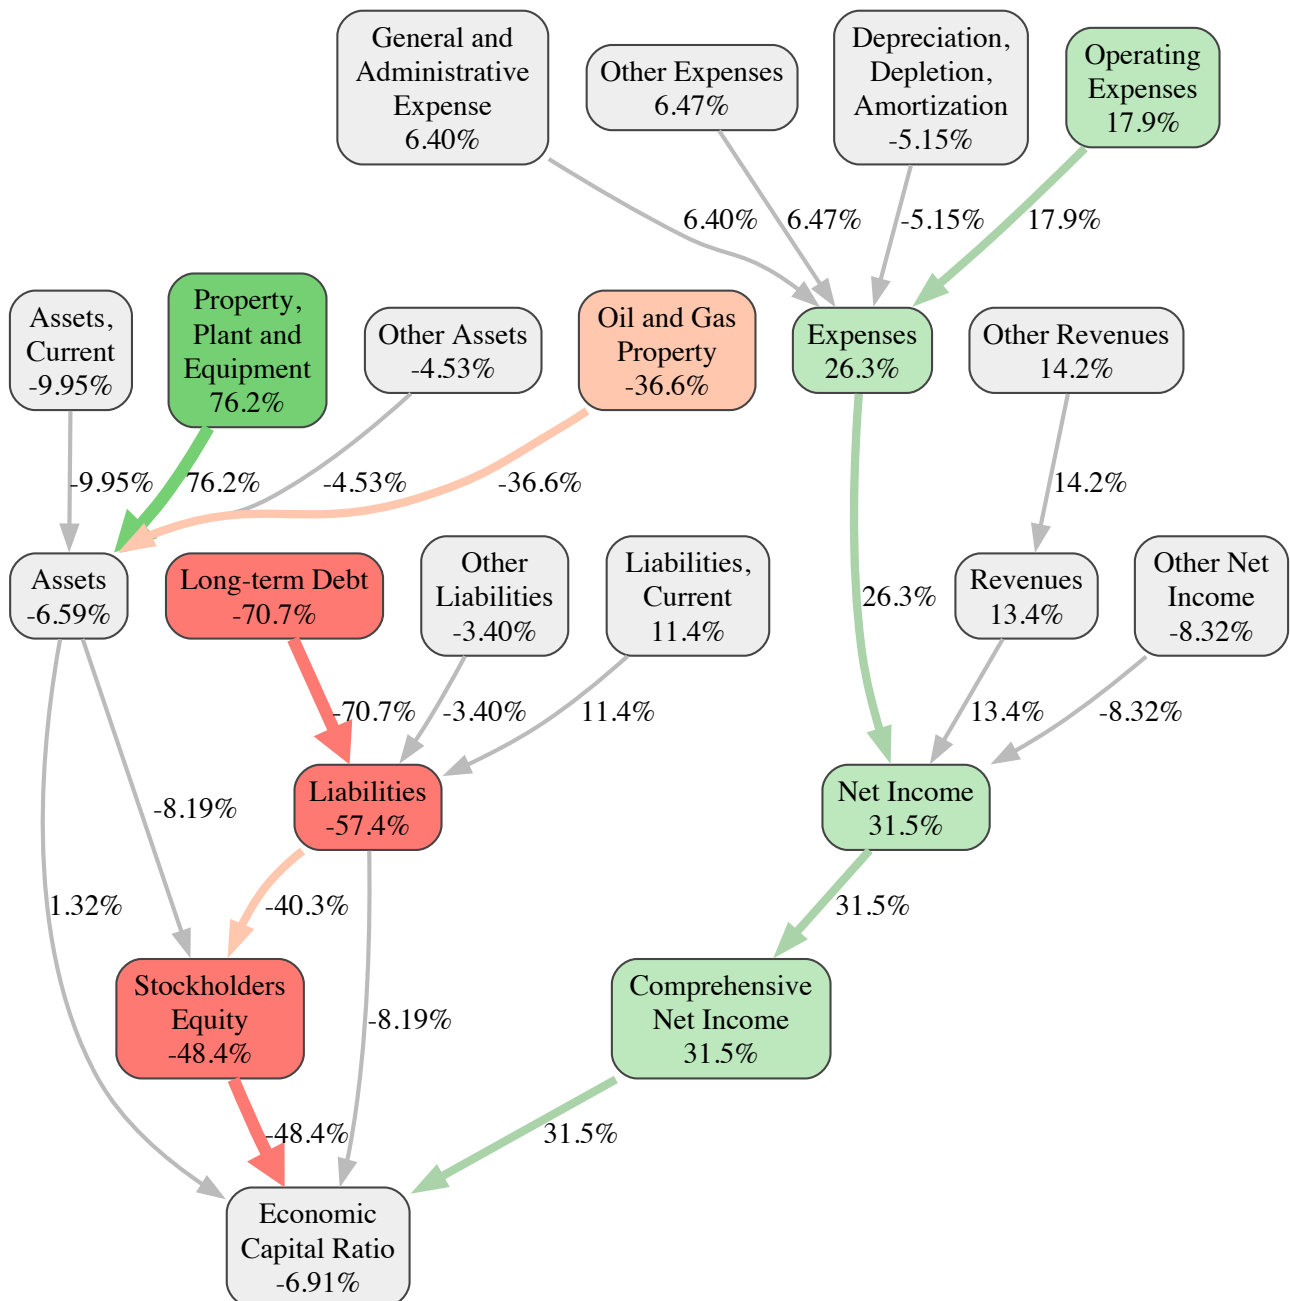 General and
Administrative
Expense
6.40%
Other Expenses
6.47%
Depreciation,
Depletion,
Amortization
-5.15%
Operating
Expenses
17.9%
6.40%
6.47%
-5.15%
17.9%
Assets,
Current
-9.95%
Property,
Plant and
Equipment
76.2%
Other Assets
-4.53%
Oil and Gas
Property
-36.6%
Expenses
26.3%
Other Revenues
14.2%
-9.95%
76.2%
-4.53%
-36.6%
14.2%
Assets
-6.59%
Long-term Debt
-70.7%
Other
Liabilities
-3.40%
Liabilities,
Current
11.4%
26.3%
Revenues
13.4%
Other Net
Income
-8.32%
-70.7%
-3.40%
11.4%
13.4%
-8.32%
-8.19%
Liabilities
-57.4%
Net Income
31.5%
1.32%
-40.3%
31.5%
Stockholders
Equity
-48.4%
-8.19%
Comprehensive
Net Income
31.5%
-48.4%
31.5%
Economic
Capital Ratio
-6.91%